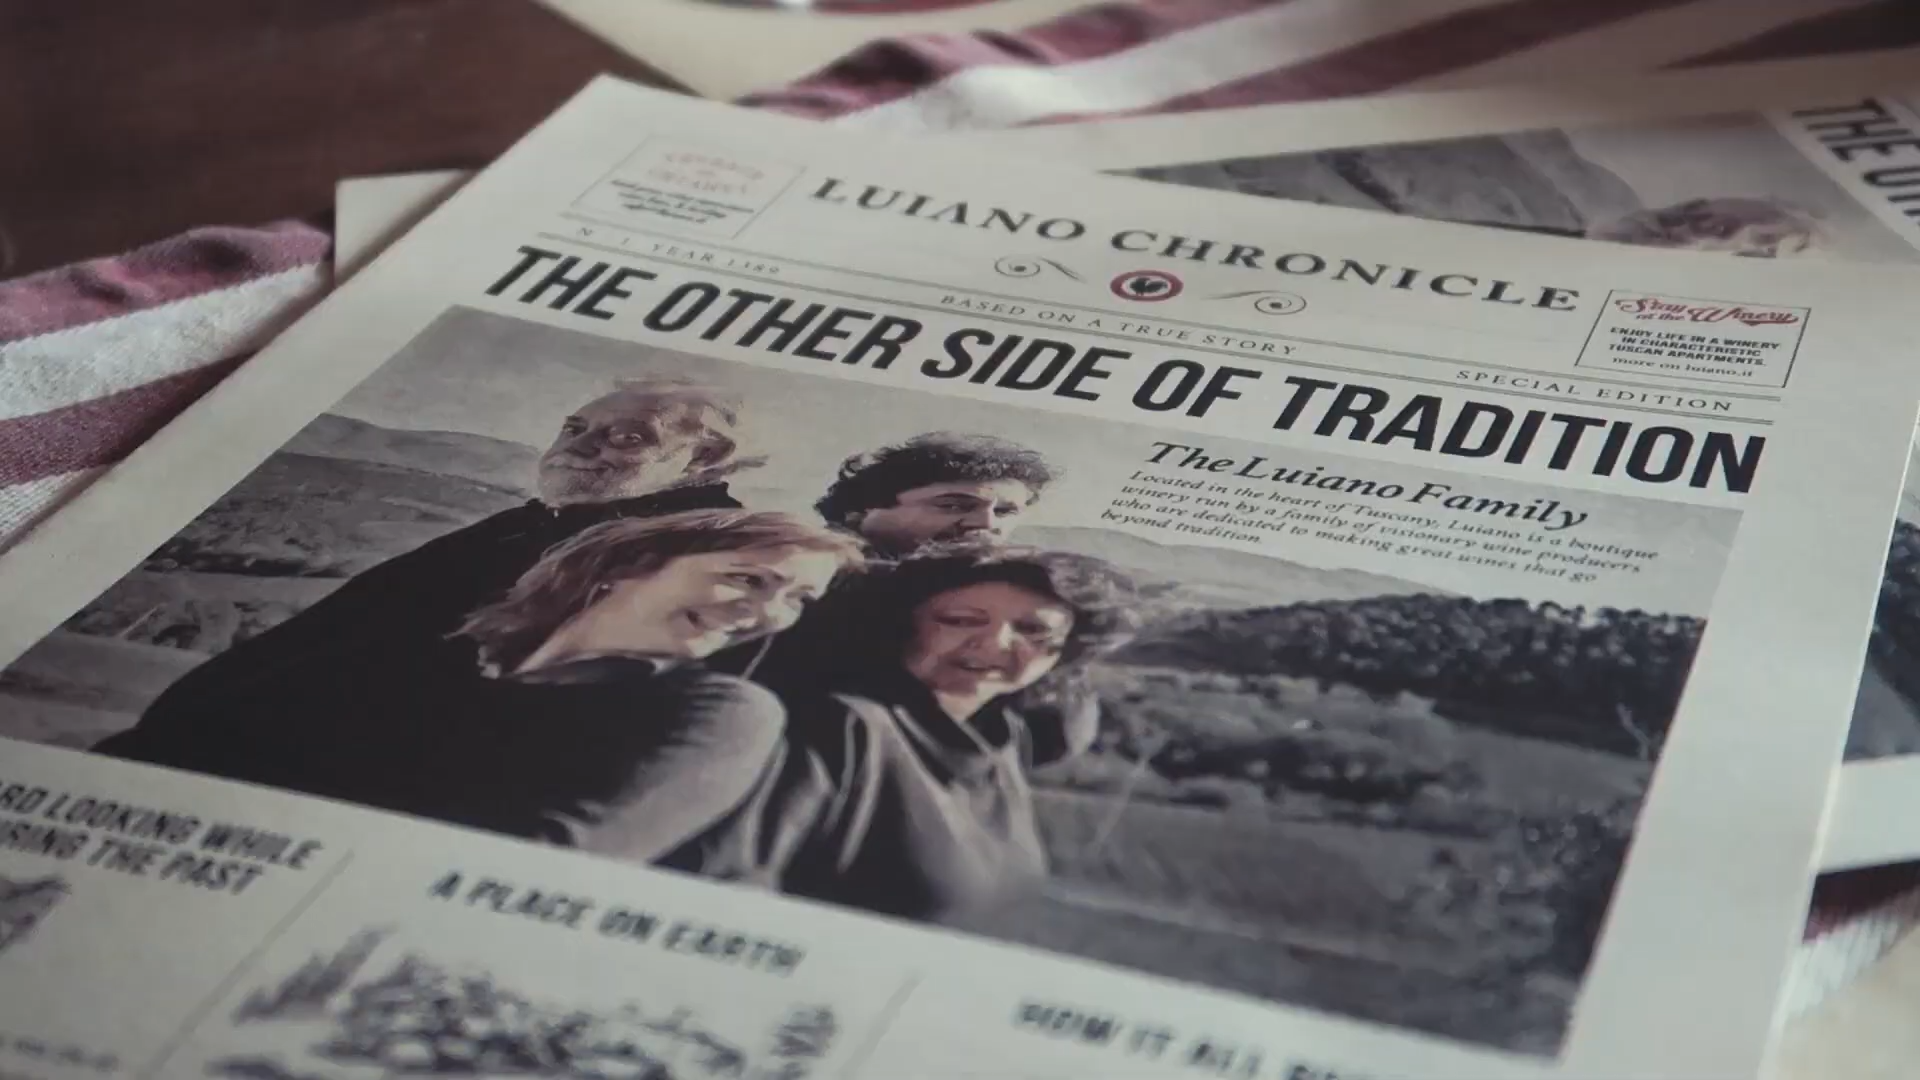 LUIANO CHRONICLE
Stay
at the Winery
ENJOY LIFE IN A WINERY
IN CHARACTERISTIC
TUSCAN APARTMENTS.
more on luiano.it
N. 1 YEAR 1389
BASED ON A TRUE STORY
SPECIAL EDITION
THE OTHER SIDE OF TRADITION
The Luiano Family
Located in the heart of Tuscany, Luiano is a boutique
winery run by a family of visionary wine producers
who are dedicated to making great wines that go
beyond tradition.
RD LOOKING WHILE
THE PAST
A PLACE ON EARTH
IT ALL
THE